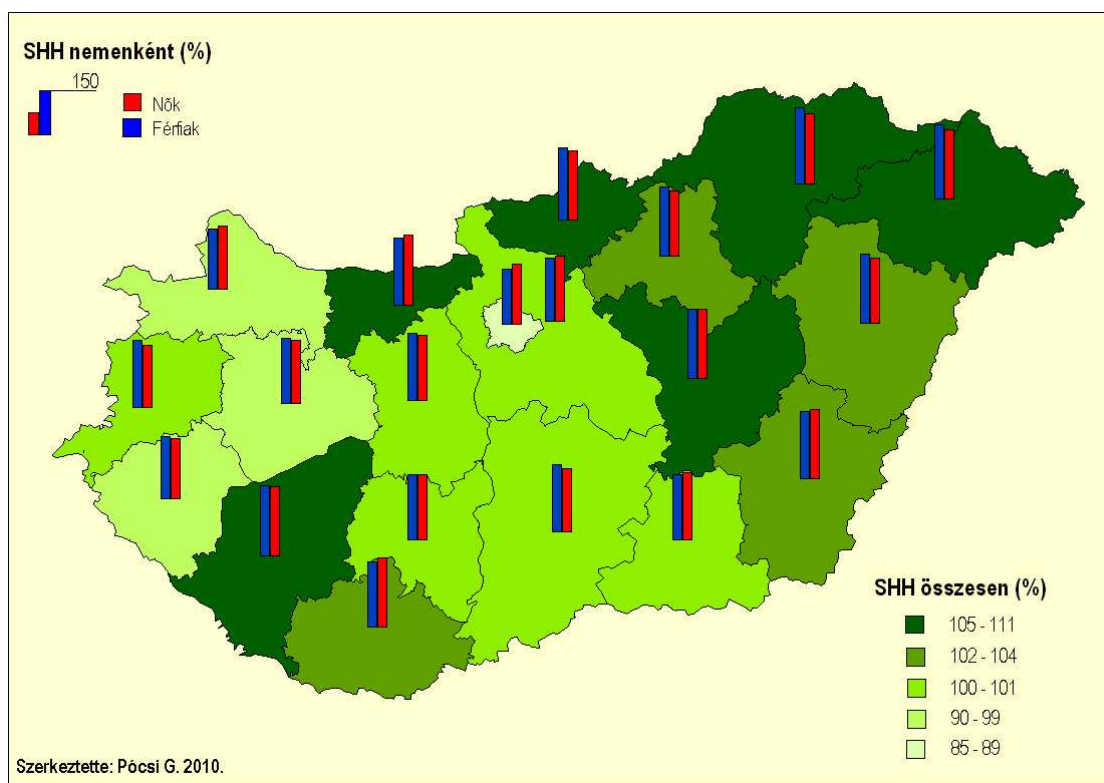 SHH nemenként (%)
150
Nõk
Férfiak
SHH összesen (%)
105 - 111
102 - 104
100 - 101
90 - 99
85 - 89
Szerkeztette: Pócsi G. 2010.